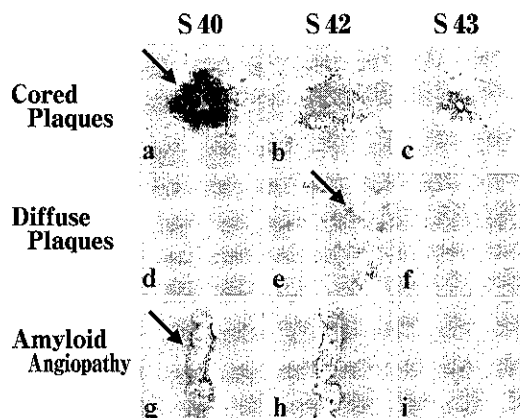 S 40 S 42 S 43
Cored
Plaques
a b c
Diffuse
Plaques
d e f
Amyloid
Angiopathy
g h i